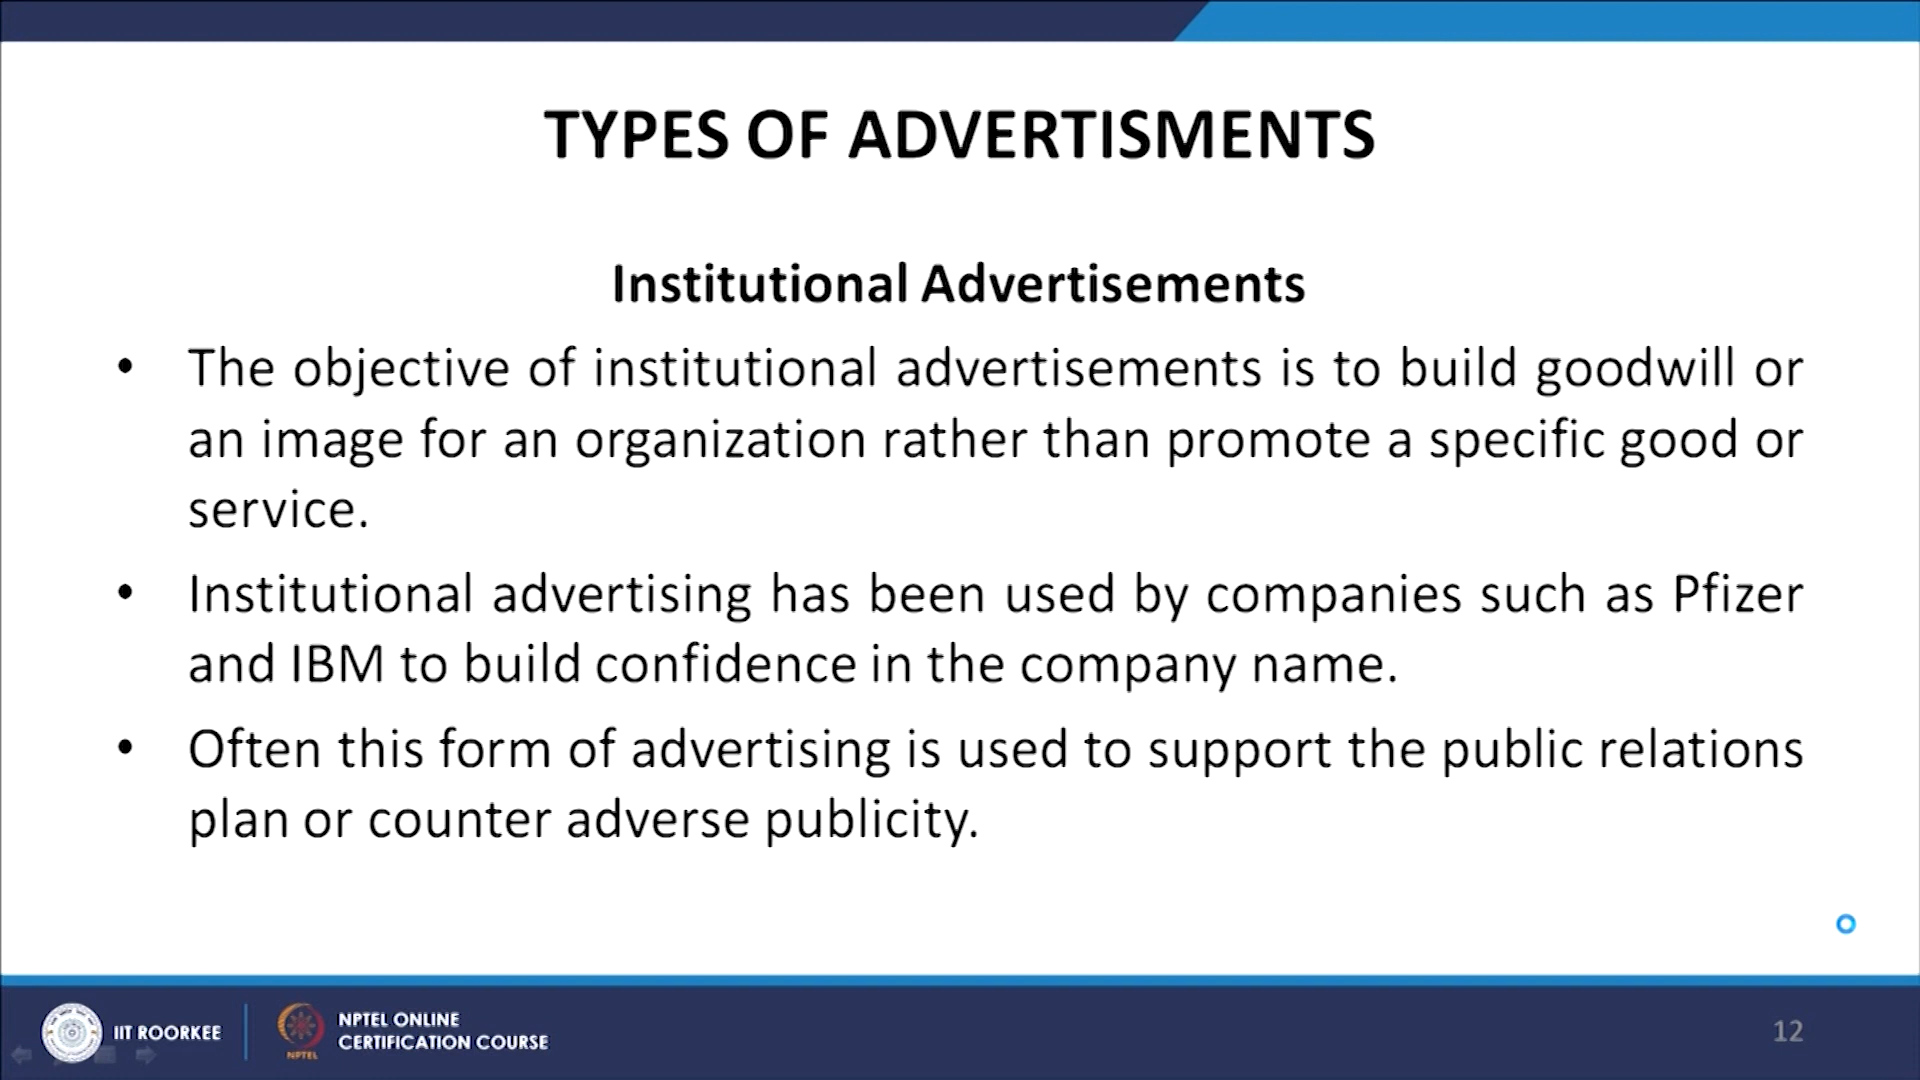 TYPES OF ADVERTISMENTS
Institutional Advertisements
• The objective of institutional advertisements is to build goodwill or
an image for an organization rather than promote a specific good or
service.
• Institutional advertising has been used by companies such as Pfizer
and IBM to build confidence in the company name.
• Often this form of advertising is used to support the public relations
plan or counter adverse publicity.
IIT ROORKEE
NPTEL
NPTEL ONLINE
CERTIFICATION COURSE
12